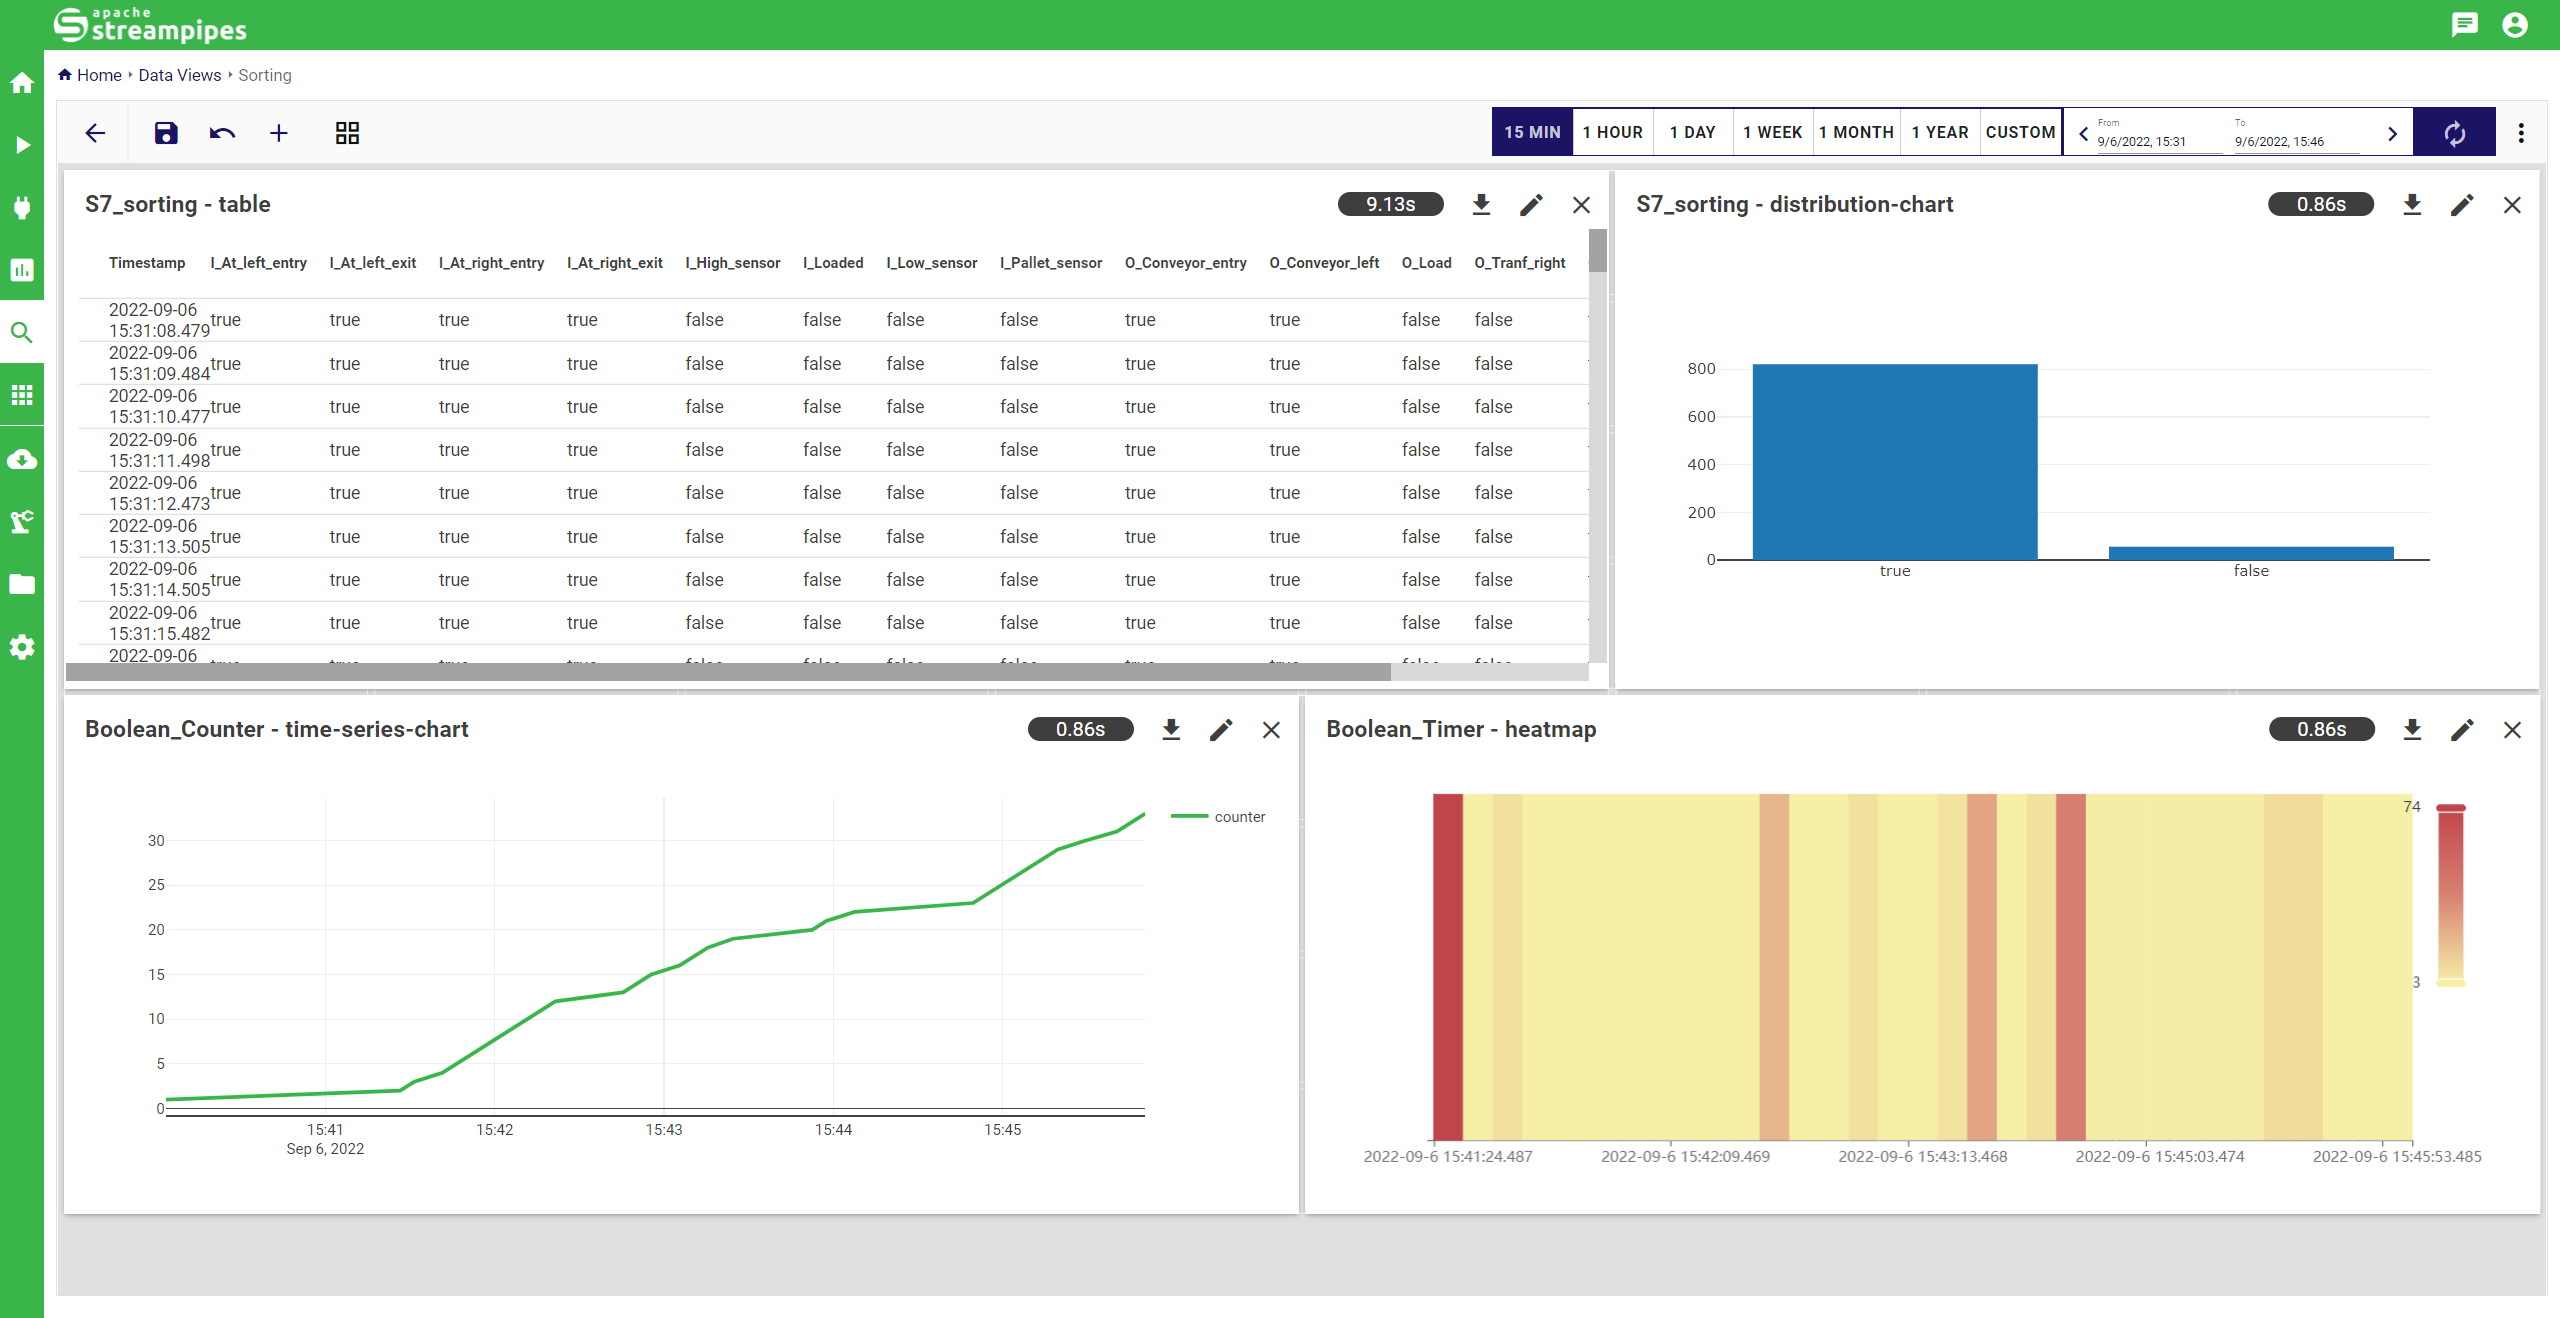 apache
streampipes
Home Data Views Sorting
15 MIN 1 HOUR 1 DAY 1 WEEK 1 MONTH 1 YEAR CUSTOM From 9/6/2022, 15:31 To 9/6/2022, 15:46
S7_sorting - table 9.13s
Timestamp I_At_left_entry I_At_left_exit I_At_right_entry I_At_right_exit I_High_sensor I_Loaded I_Low_sensor I_Pallet_sensor O_Conveyor_entry O_Conveyor_left O_Load O_Tranf_right
2022-09-06
15:31:08.479 true true true true false false false false true true false false
2022-09-06
15:31:09.484 true true true true false false false false true true false false
2022-09-06
15:31:10.477 true true true true false false false false true true false false
2022-09-06
15:31:11.498 true true true true false false false false true true false false
2022-09-06
15:31:12.473 true true true true false false false false true true false false
2022-09-06
15:31:13.505 true true true true false false false false true true false false
2022-09-06
15:31:14.505 true true true true false false false false true true false false
2022-09-06
15:31:15.482 true true true true false false false false true true false false
2022-09-06
S7_sorting - distribution-chart 0.86s
800
600
400
200
0
true false
Boolean_Counter - time-series-chart 0.86s
counter
30
25
20
15
10
5
0
15:41 15:42 15:43 15:44 15:45
Sep 6, 2022
Boolean_Timer - heatmap 0.86s
74
3
2022-09-6 15:41:24.487 2022-09-6 15:42:09.469 2022-09-6 15:43:13.468 2022-09-6 15:45:03.474 2022-09-6 15:45:53.485